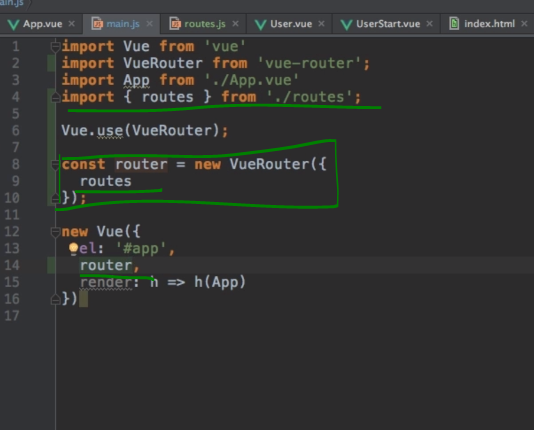 ain.js
App.vue × main.js × routes.js × User.vue × UserStart.vue × index.html ×
1 import Vue from 'vue'
2 import VueRouter from 'vue-router';
3 import App from './App.vue'
4 import { routes } from './routes';
5
6 Vue.use(VueRouter);
7
8 const router = new VueRouter({
9 routes
10 });
11
12 new Vue({
13 el: '#app',
14 router,
15 render: h => h(App)
16 })
17